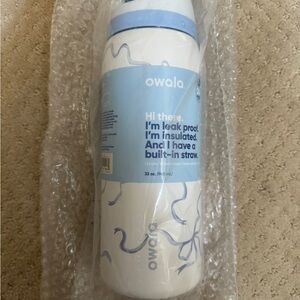 owala
Hi there.
I'm leak proof.
I'm insulated.
And I have a
built-in straw.
32 oz.
owala